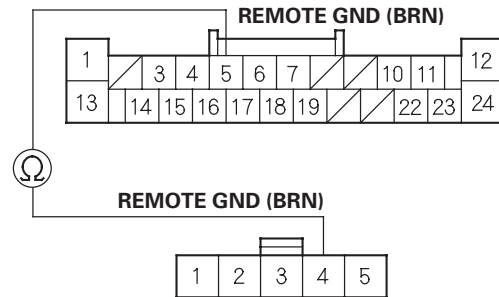 REMOTE GND (BRN)
1 3 4 5 6 7 10 11 12
13 14 15 16 17 18 19 22 23 24
Ω
REMOTE GND (BRN)
1 2 3 4 5